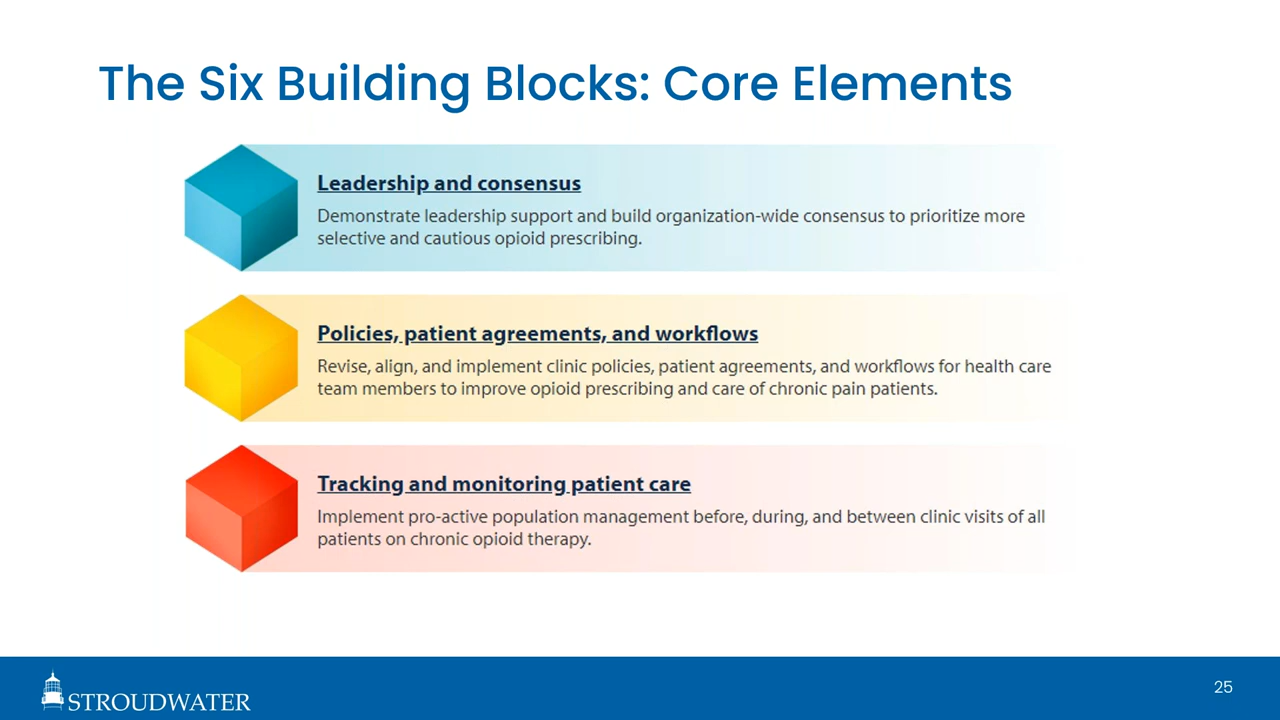 The Six Building Blocks: Core Elements
Leadership and consensus
Demonstrate leadership support and build organization-wide consensus to prioritize more
selective and cautious opioid prescribing.
Policies, patient agreements, and workflows
Revise, align, and implement clinic policies, patient agreements, and workflows for health care
team members to improve opioid prescribing and care of chronic pain patients.
Tracking and monitoring patient care
Implement pro-active population management before, during, and between clinic visits of all
patients on chronic opioid therapy.
STROUDWATER
25